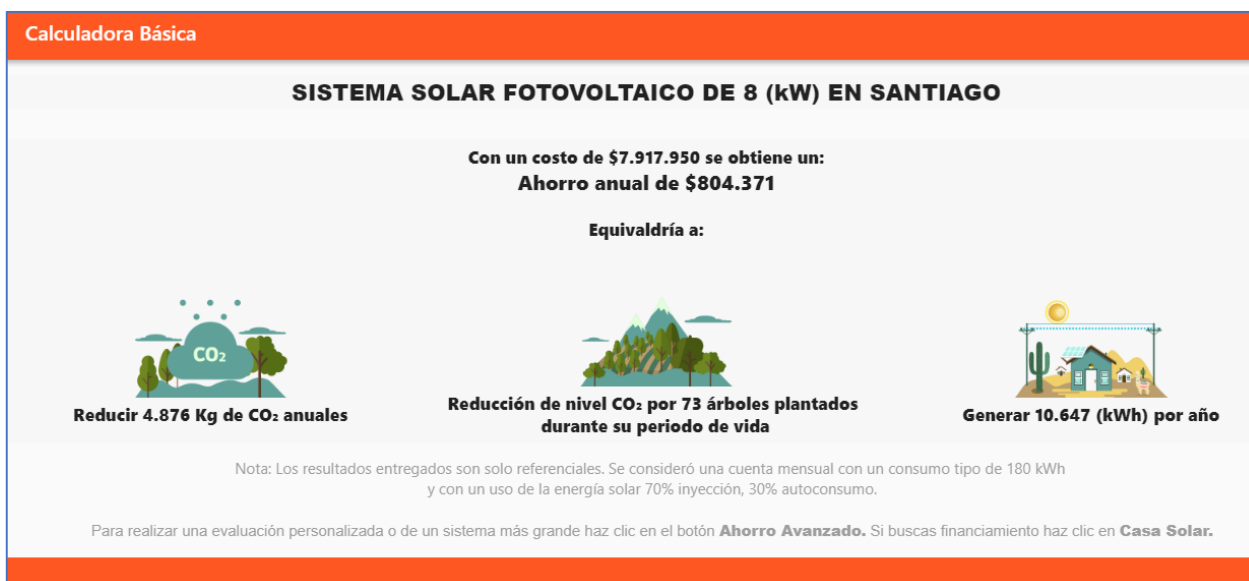 Calculadora Básica
SISTEMA SOLAR FOTOVOLTAICO DE 8 (kW) EN SANTIAGO
Con un costo de $7.917.950 se obtiene un:
Ahorro anual de $804.371
Equivaldría a:
CO₂
Reducir 4.876 Kg de CO₂ anuales
Reducción de nivel CO₂ por 73 árboles plantados
durante su periodo de vida
Generar 10.647 (kWh) por año
Nota: Los resultados entregados son solo referenciales. Se consideró una cuenta mensual con un consumo tipo de 180 kWh
y con un uso de la energía solar 70% inyección, 30% autoconsumo.
Para realizar una evaluación personalizada o de un sistema más grande haz clic en el botón Ahorro Avanzado. Si buscas financiamiento haz clic en Casa Solar.